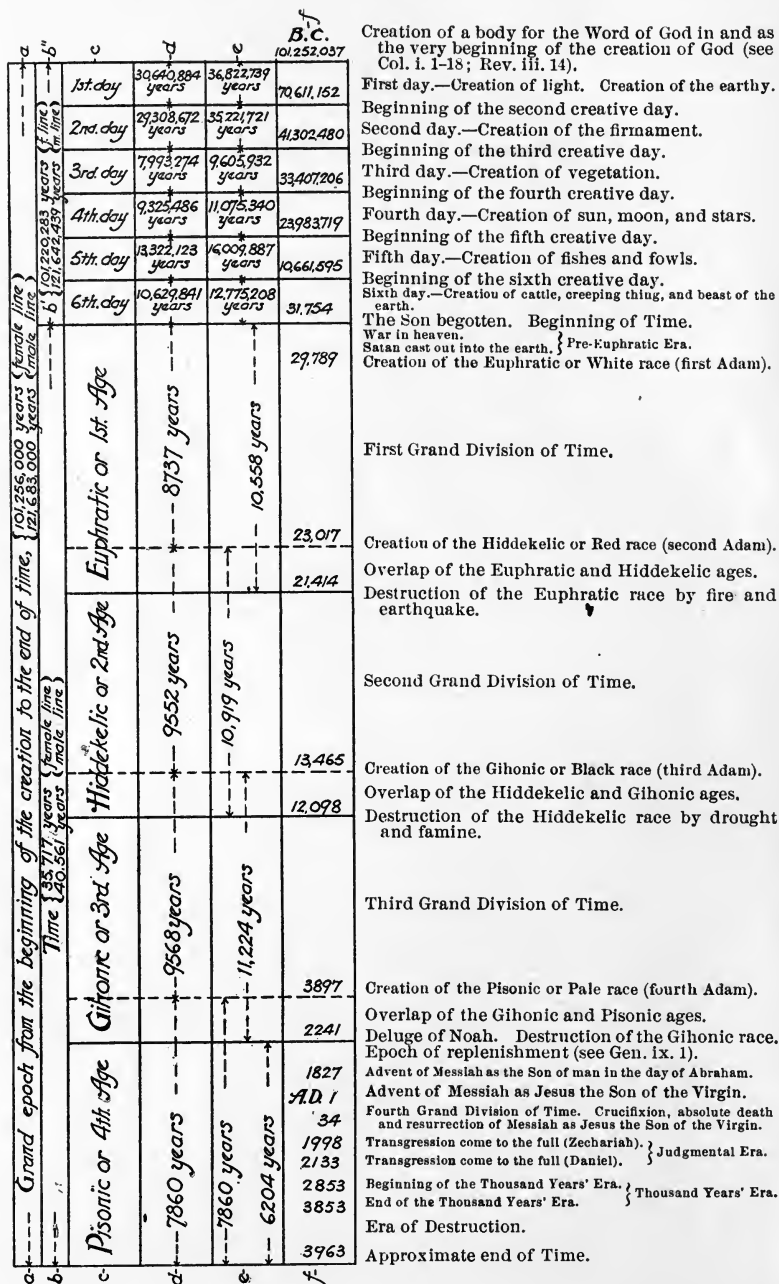 a
b"
c
d
e
f
B.C.
101,252,037
Creation of a body for the Word of God in and as
the very beginning of the creation of God (see
Col. i. 1-18; Rev. iii. 14).
1st. day
30,640,884
years
36,822,739
years
70,611,152
First day.—Creation of light. Creation of the earthy.
Beginning of the second creative day.
2nd. day
29,308,672
years
35,221,721
years
41,302,480
Second day.—Creation of the firmament.
Beginning of the third creative day.
3rd. day
7,993,274
years
9,605,932
years
33,407,206
Third day.—Creation of vegetation.
Beginning of the fourth creative day.
4th. day
9,325,486
years
11,075,340
years
23,983,719
Fourth day.—Creation of sun, moon, and stars.
Beginning of the fifth creative day.
5th. day
13,322,123
years
16,009,887
years
10,661,595
Fifth day.—Creation of fishes and fowls.
Beginning of the sixth creative day.
6th. day
10,629,841
years
12,775,208
years
31,754
Sixth day.—Creation of cattle, creeping thing, and beast of the
earth.
The Son begotten. Beginning of Time.
War in heaven.
Satan cast out into the earth. } Pre-Euphratic Era.
29,789
Creation of the Euphratic or White race (first Adam).
Grand epoch from the beginning of the creation to the end of time, { 101,256,000 years (female line)
121,683,000 years (male line)
b' { 101,220,283 years (f. line)
121,642,439 years (m. line)
b'
Time { 35,717 years (female line)
40,561 years (male line)
Euphratic or 1st. Age
8737 years
10,558 years
First Grand Division of Time.
23,017
Creation of the Hiddekelic or Red race (second Adam).
Overlap of the Euphratic and Hiddekelic ages.
21,414
Destruction of the Euphratic race by fire and
earthquake.
Hiddekelic or 2nd Age
9552 years
10,919 years
Second Grand Division of Time.
13,465
Creation of the Gihonic or Black race (third Adam).
Overlap of the Hiddekelic and Gihonic ages.
12,098
Destruction of the Hiddekelic race by drought
and famine.
Gihonic or 3rd Age
9568 years
11,224 years
Third Grand Division of Time.
3897
Creation of the Pisonic or Pale race (fourth Adam).
Overlap of the Gihonic and Pisonic ages.
2241
Deluge of Noah. Destruction of the Gihonic race.
Epoch of replenishment (see Gen. ix. 1).
Pisonic or 4th Age
7860 years
7860 years
6204 years
1827
Advent of Messiah as the Son of man in the day of Abraham.
A.D. 1
Advent of Messiah as Jesus the Son of the Virgin.
34
Fourth Grand Division of Time. Crucifixion, absolute death
and resurrection of Messiah as Jesus the Son of the Virgin.
1998
Transgression come to the full (Zechariah).
2133
Transgression come to the full (Daniel). } Judgmental Era.
2853
Beginning of the Thousand Years' Era.
3853
End of the Thousand Years' Era. } Thousand Years' Era.
Era of Destruction.
3963
Approximate end of Time.
a
b
c
d
e
f